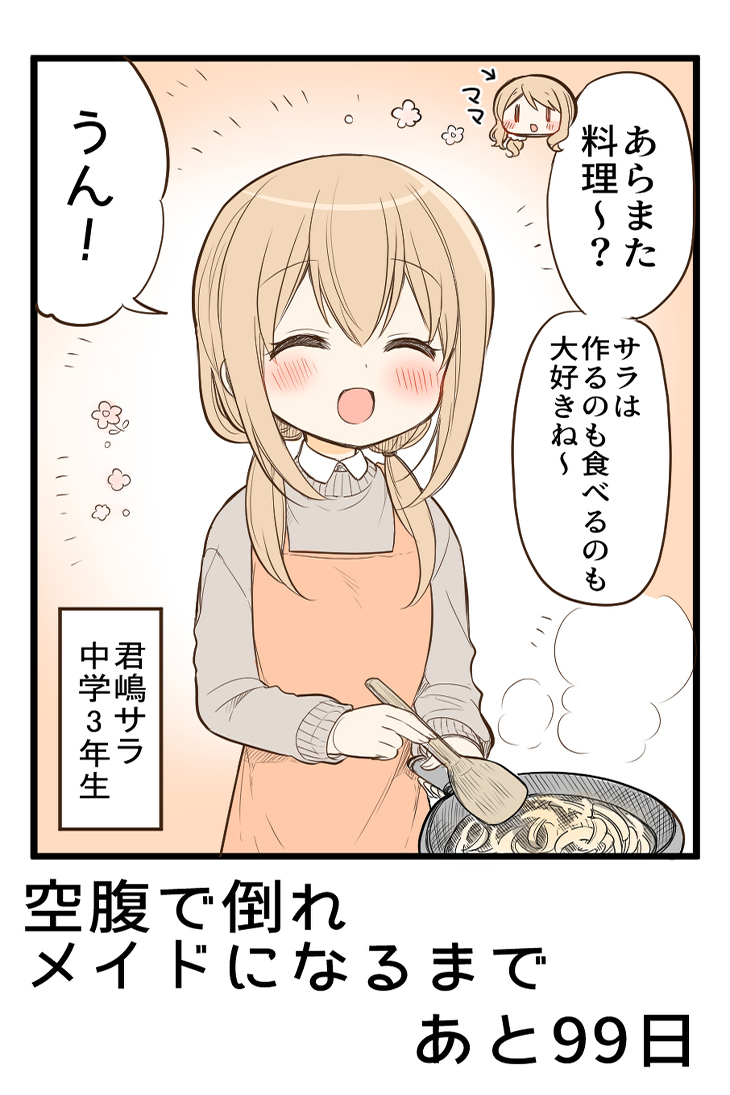 ママ
あらまた
料理～？
サラは
作るのも食べるのも
大好きね～
うん！
君嶋サラ
中学3年生
空腹で倒れ
メイドになるまで
あと99日